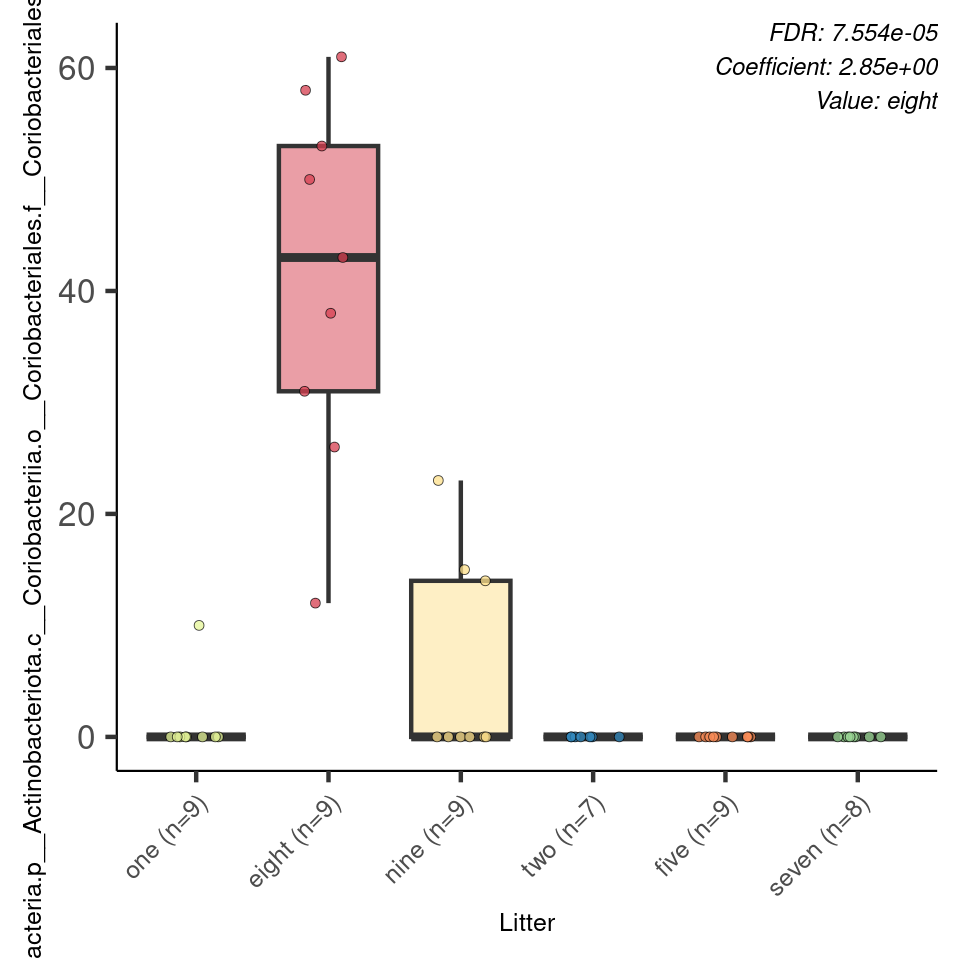 acteria.p__Actinobacteriota.c__Coriobacteriia.o__Coriobacteriales.f__Coriobacteriales
60
40
20
0
FDR: 7.554e-05
Coefficient: 2.85e+00
Value: eight
one (n=9)
eight (n=9)
nine (n=9)
two (n=7)
five (n=9)
seven (n=8)
Litter